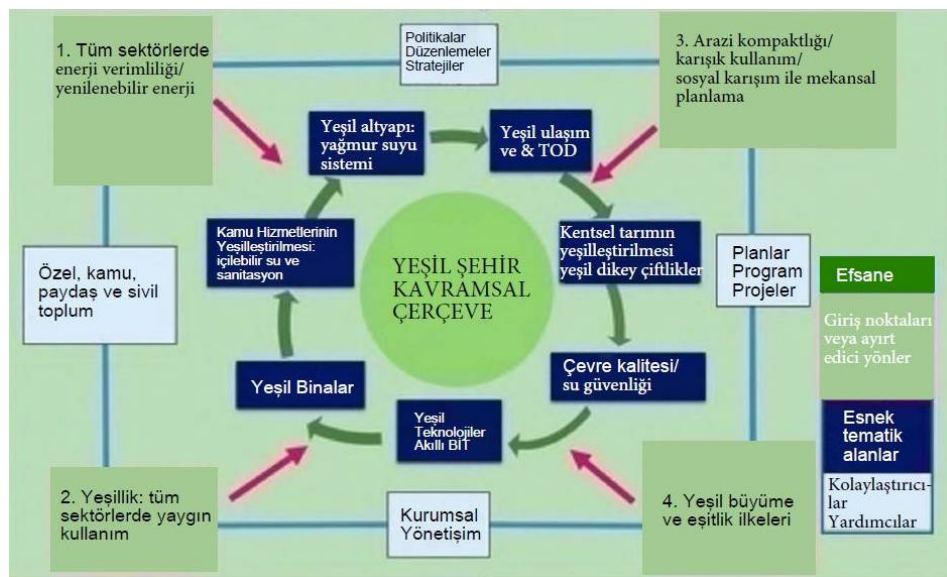 1. Tüm sektörlerde
enerji verimliliği/
yenilenebilir enerji
Politikalar
Düzenlemeler
Stratejiler
3. Arazi kompaktlığı/
karışık kullanım/
sosyal karışım ile mekansal
planlama
Yeşil altyapı:
yağmur suyu
sistemi
Yeşil ulaşım
ve & TOD
Kamu Hizmetlerinin
Yeşilleştirilmesi:
içilebilir su ve
sanitasyon
Kentsel tarımın
yeşilleştirilmesi
yeşil dikey çiftlikler
YEŞİL ŞEHİR
KAVRAMSAL
ÇERÇEVE
Özel, kamu,
paydaş ve sivil
toplum
Planlar
Program
Projeler
Efsane
Giriş noktaları
veya ayırt
edici yönler
Esnek
tematik
alanlar
Kolaylaştırıcı-
lar
Yardımcılar
Yeşil Binalar
Yeşil
Teknolojiler
Akıllı BİT
Çevre kalitesi/
su güvenliği
2. Yeşillik: tüm
sektörlerde yaygın
kullanım
Kurumsal
Yönetişim
4. Yeşil büyüme
ve eşitlik ilkeleri